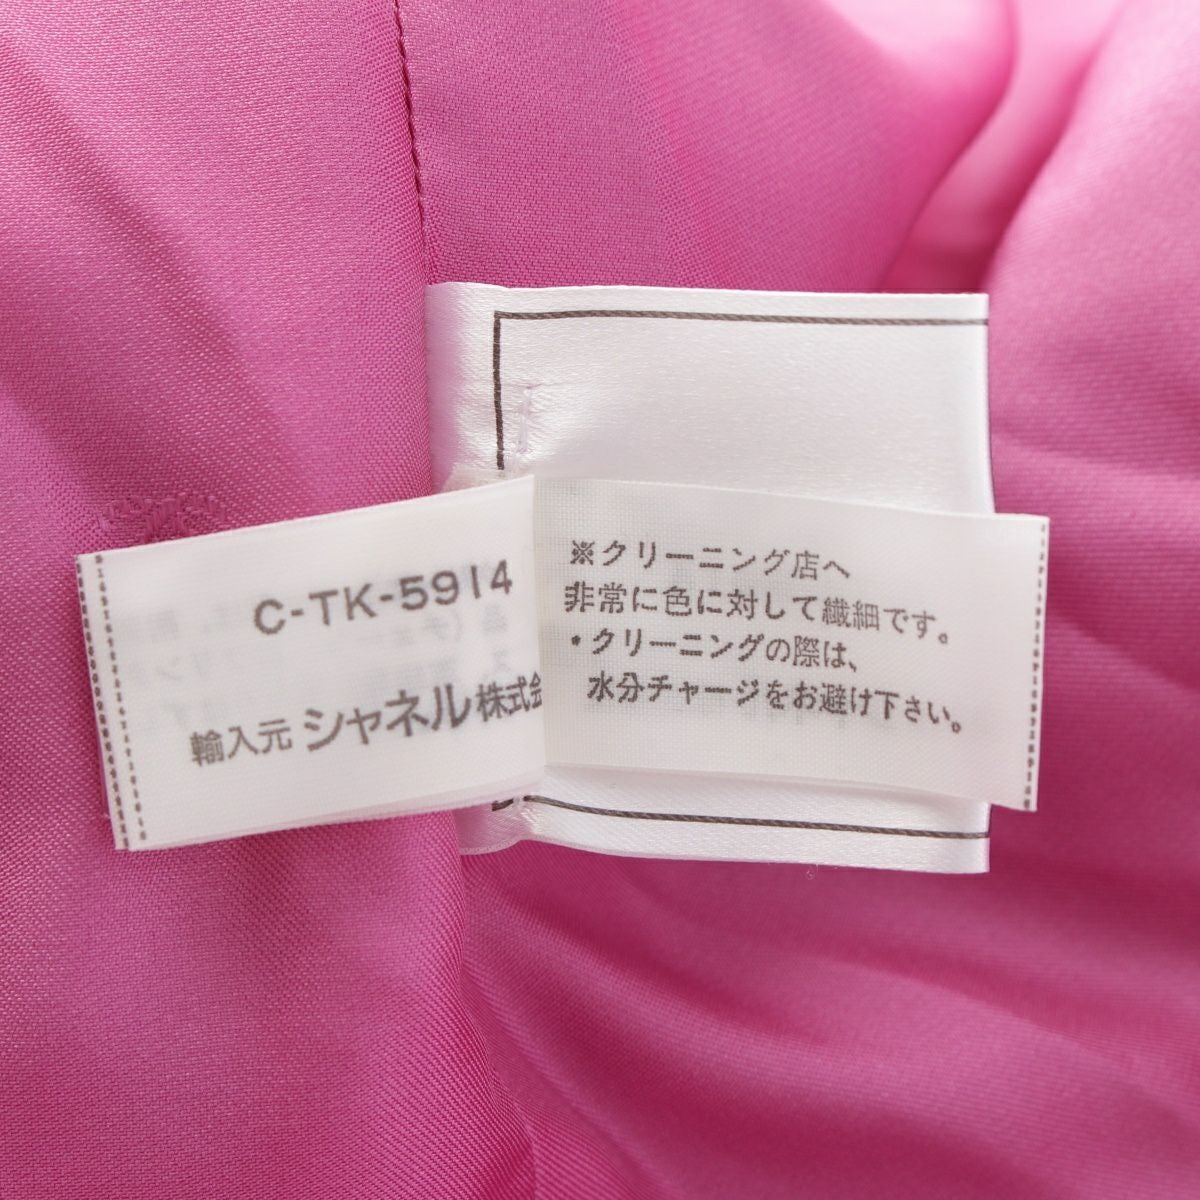 C-TK-5914
輸入元 シャネル株式会
※クリーニング店へ
非常に色に対して繊細です。
・クリーニングの際は、
水分チャージをお避け下さい。